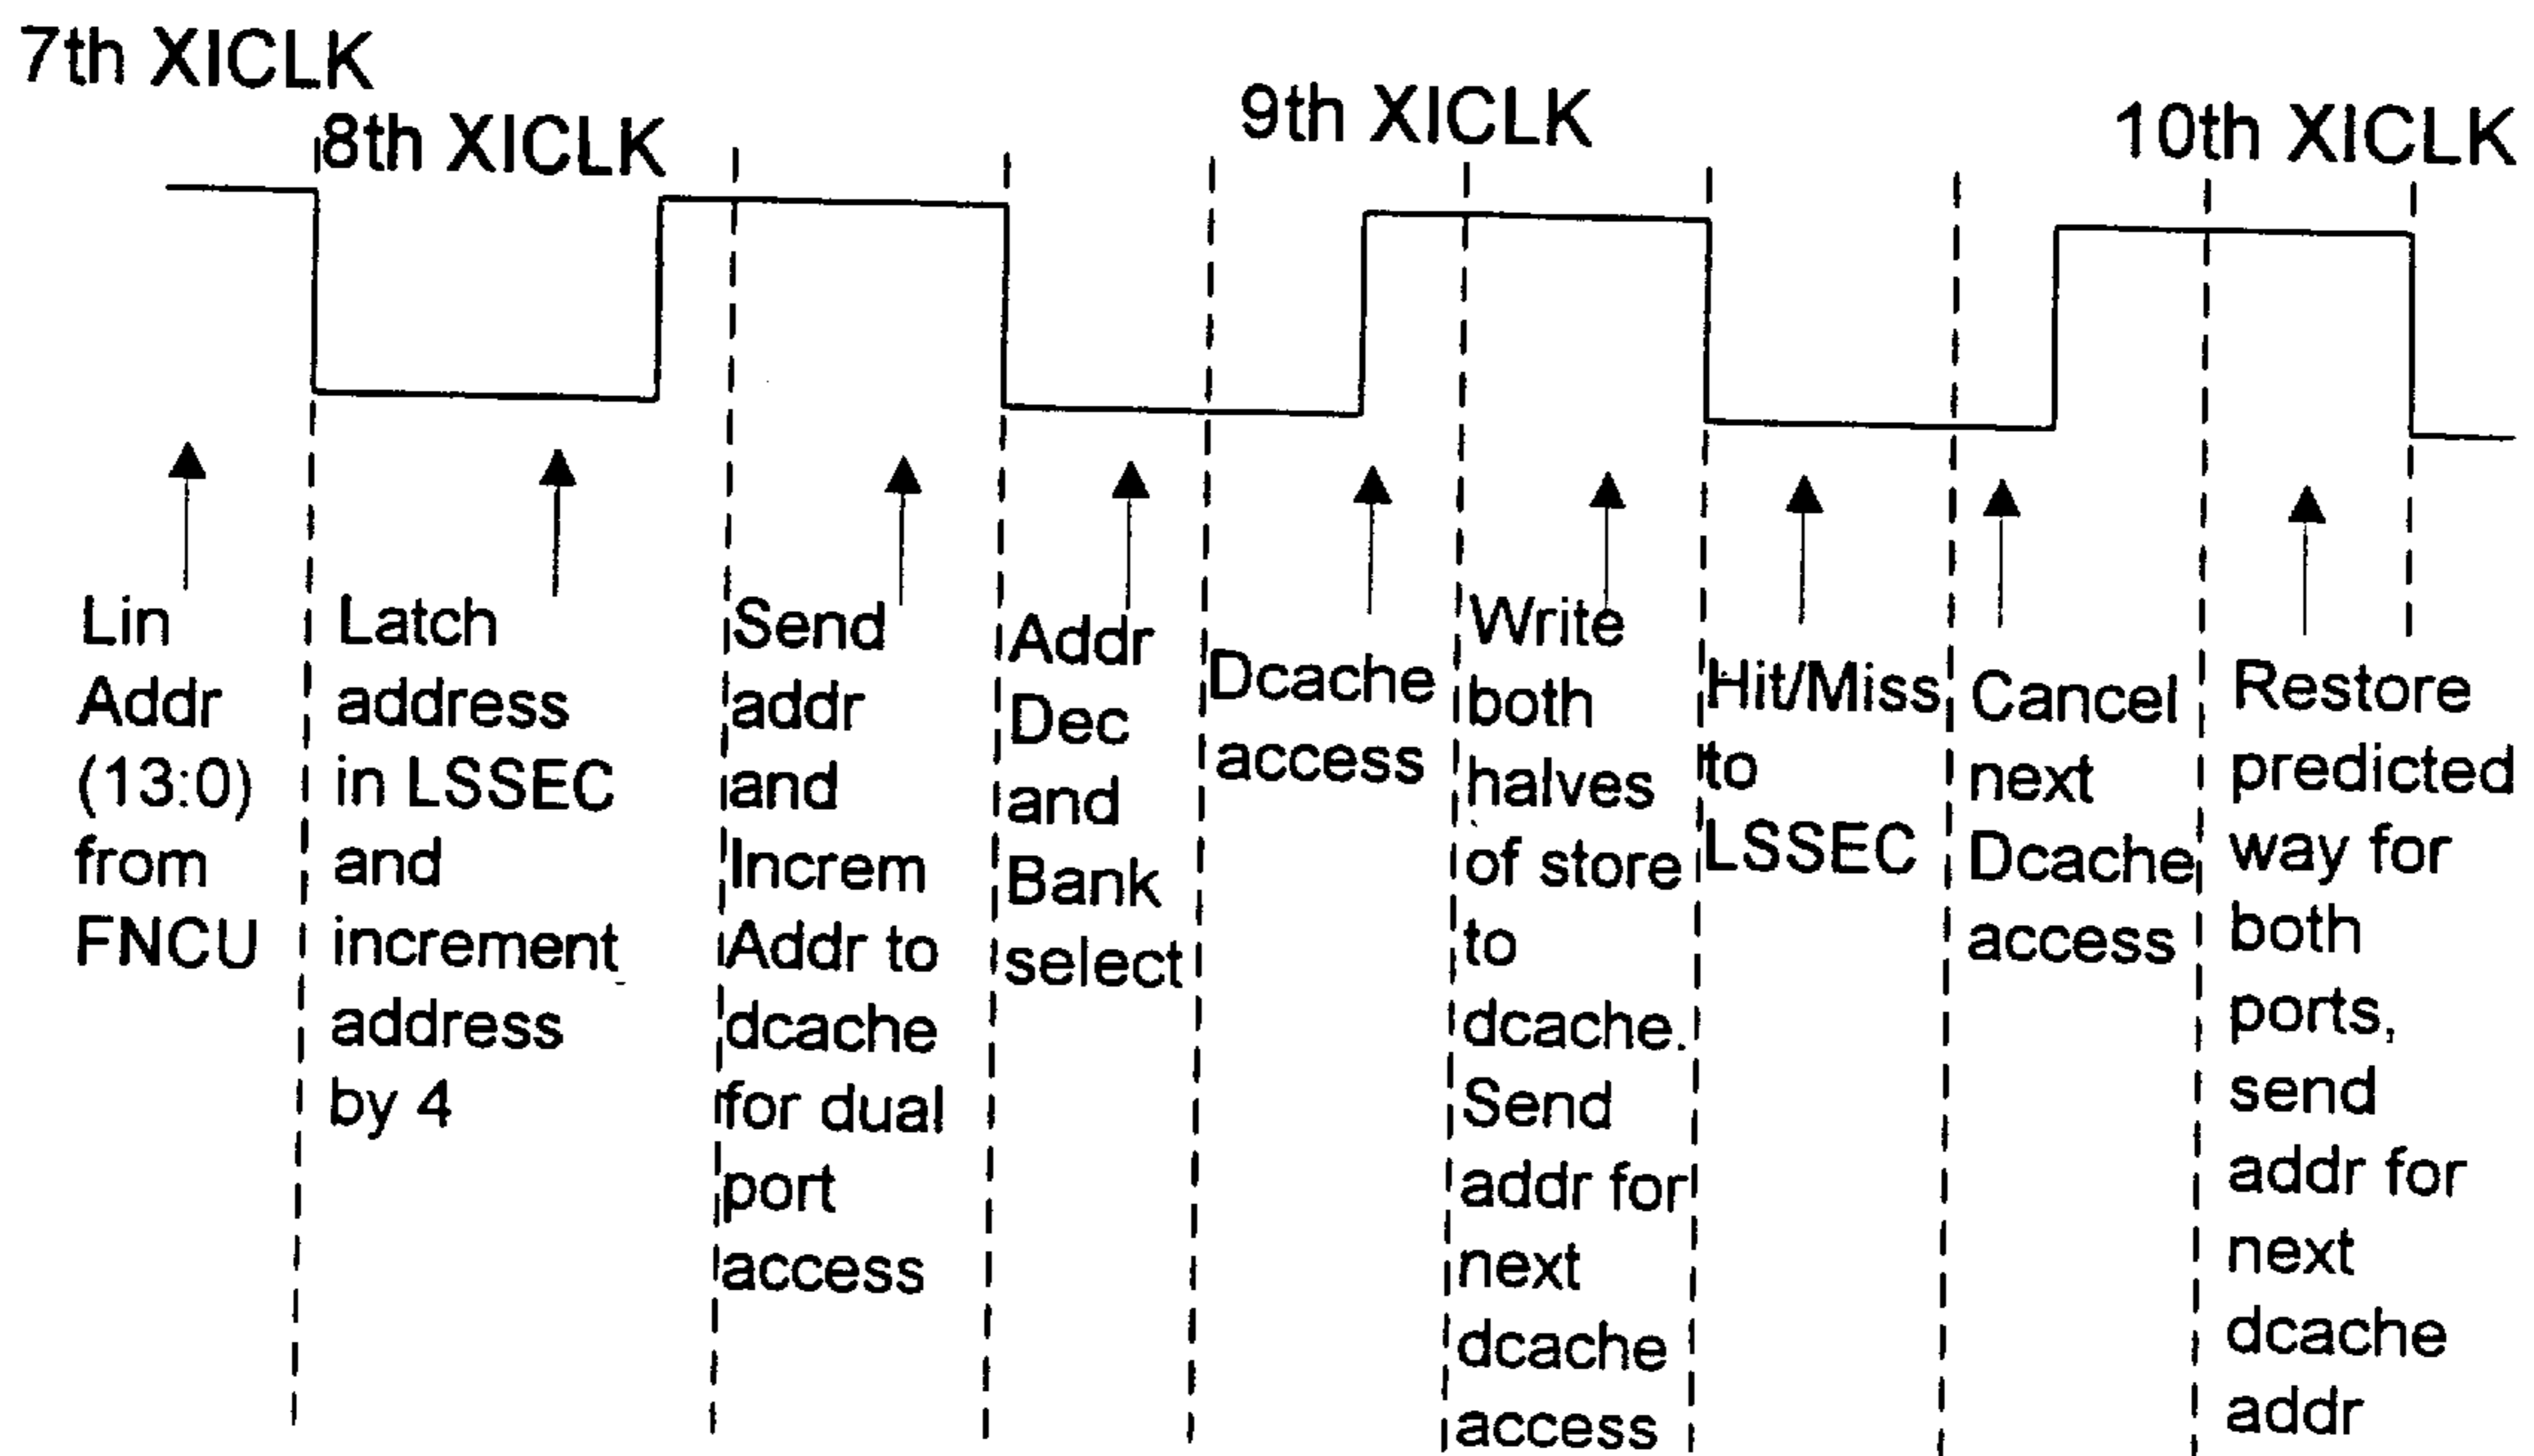 7th XICLK
8th XICLK
9th XICLK
10th XICLK
Lin
Addr
(13:0)
from
FNCU
Latch
address
in LSSEC
and
increment
address
by 4
Send
addr
and
Increm
Addr to
dcache
for dual
port
access
Addr
Dec
and
Bank
select
Dcache
access
Write
both
halves
of store
to
dcache.
Send
addr for
next
dcache
access
Hit/Miss
to
LSSEC
Cancel
next
Dcache
access
Restore
predicted
way for
both
ports,
send
addr for
next
dcache
addr